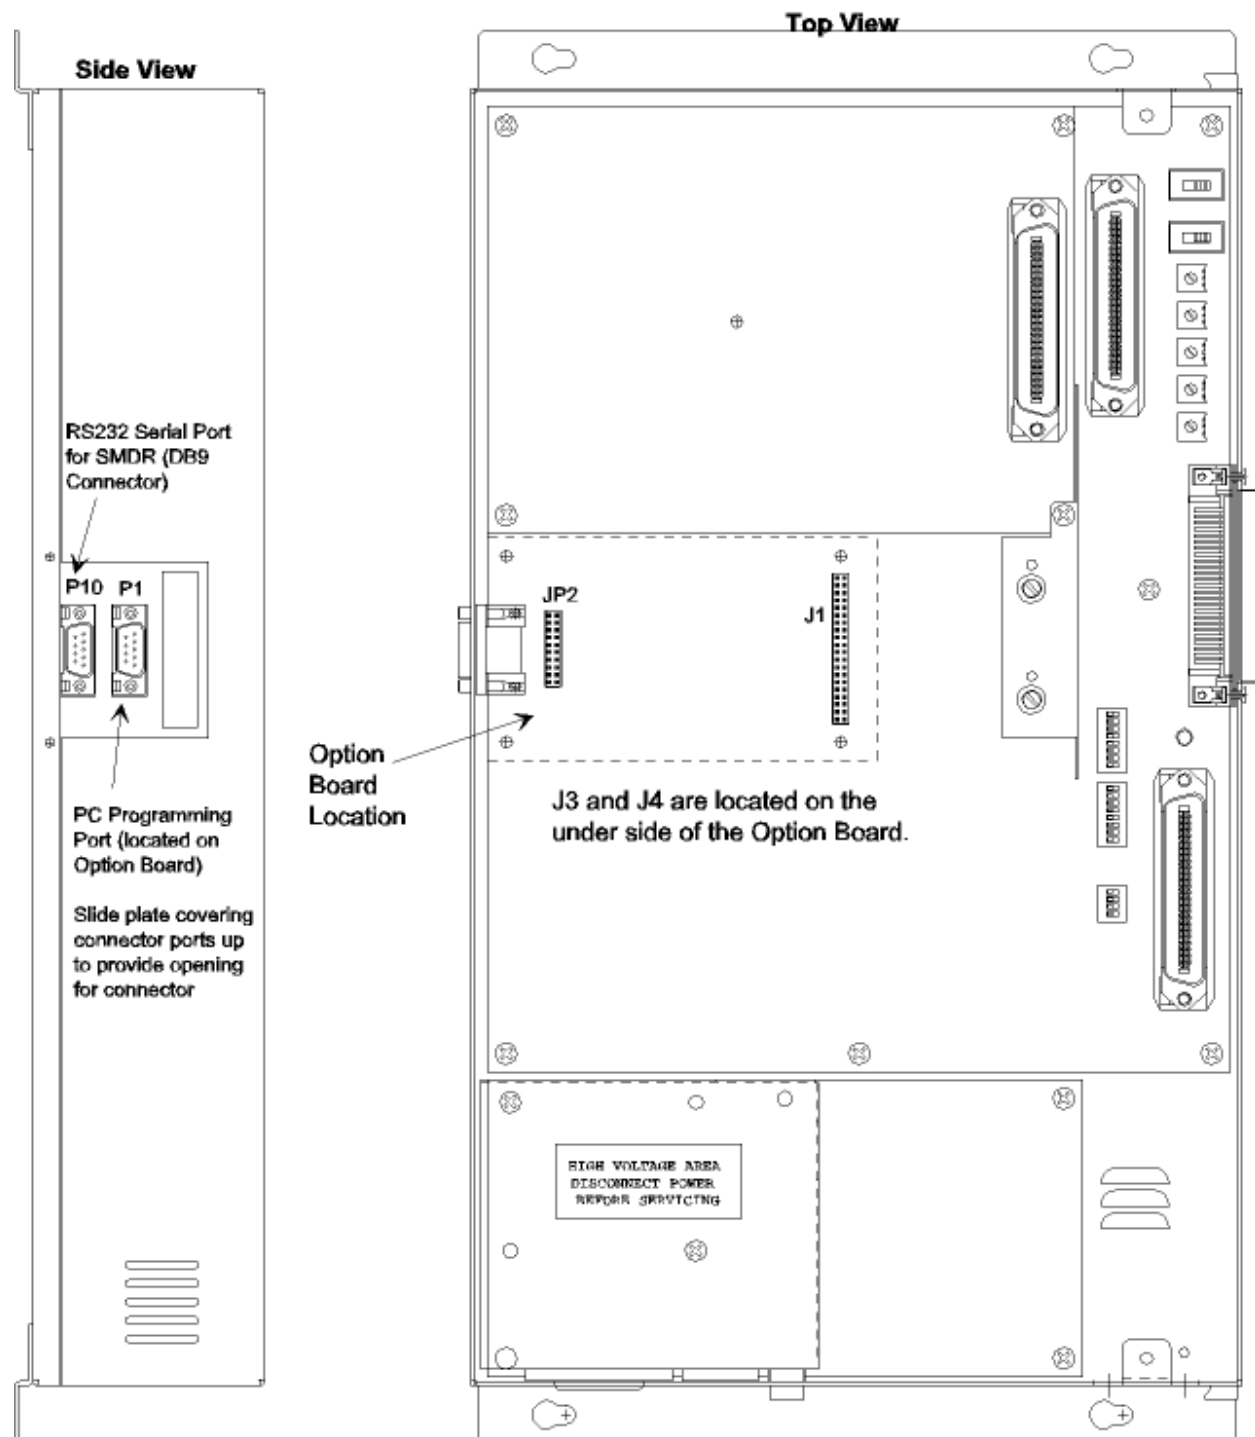 Top View
Side View
RS232 Serial Port
for SMDR (DB9
Connector)
P10 P1
JP2
J1
Option
Board
Location
J3 and J4 are located on the
under side of the Option Board.
PC Programming
Port (located on
Option Board)
Slide plate covering
connector ports up
to provide opening
for connector
HIGH VOLTAGE AREA
DISCONNECT POWER
BEFORE SERVICING